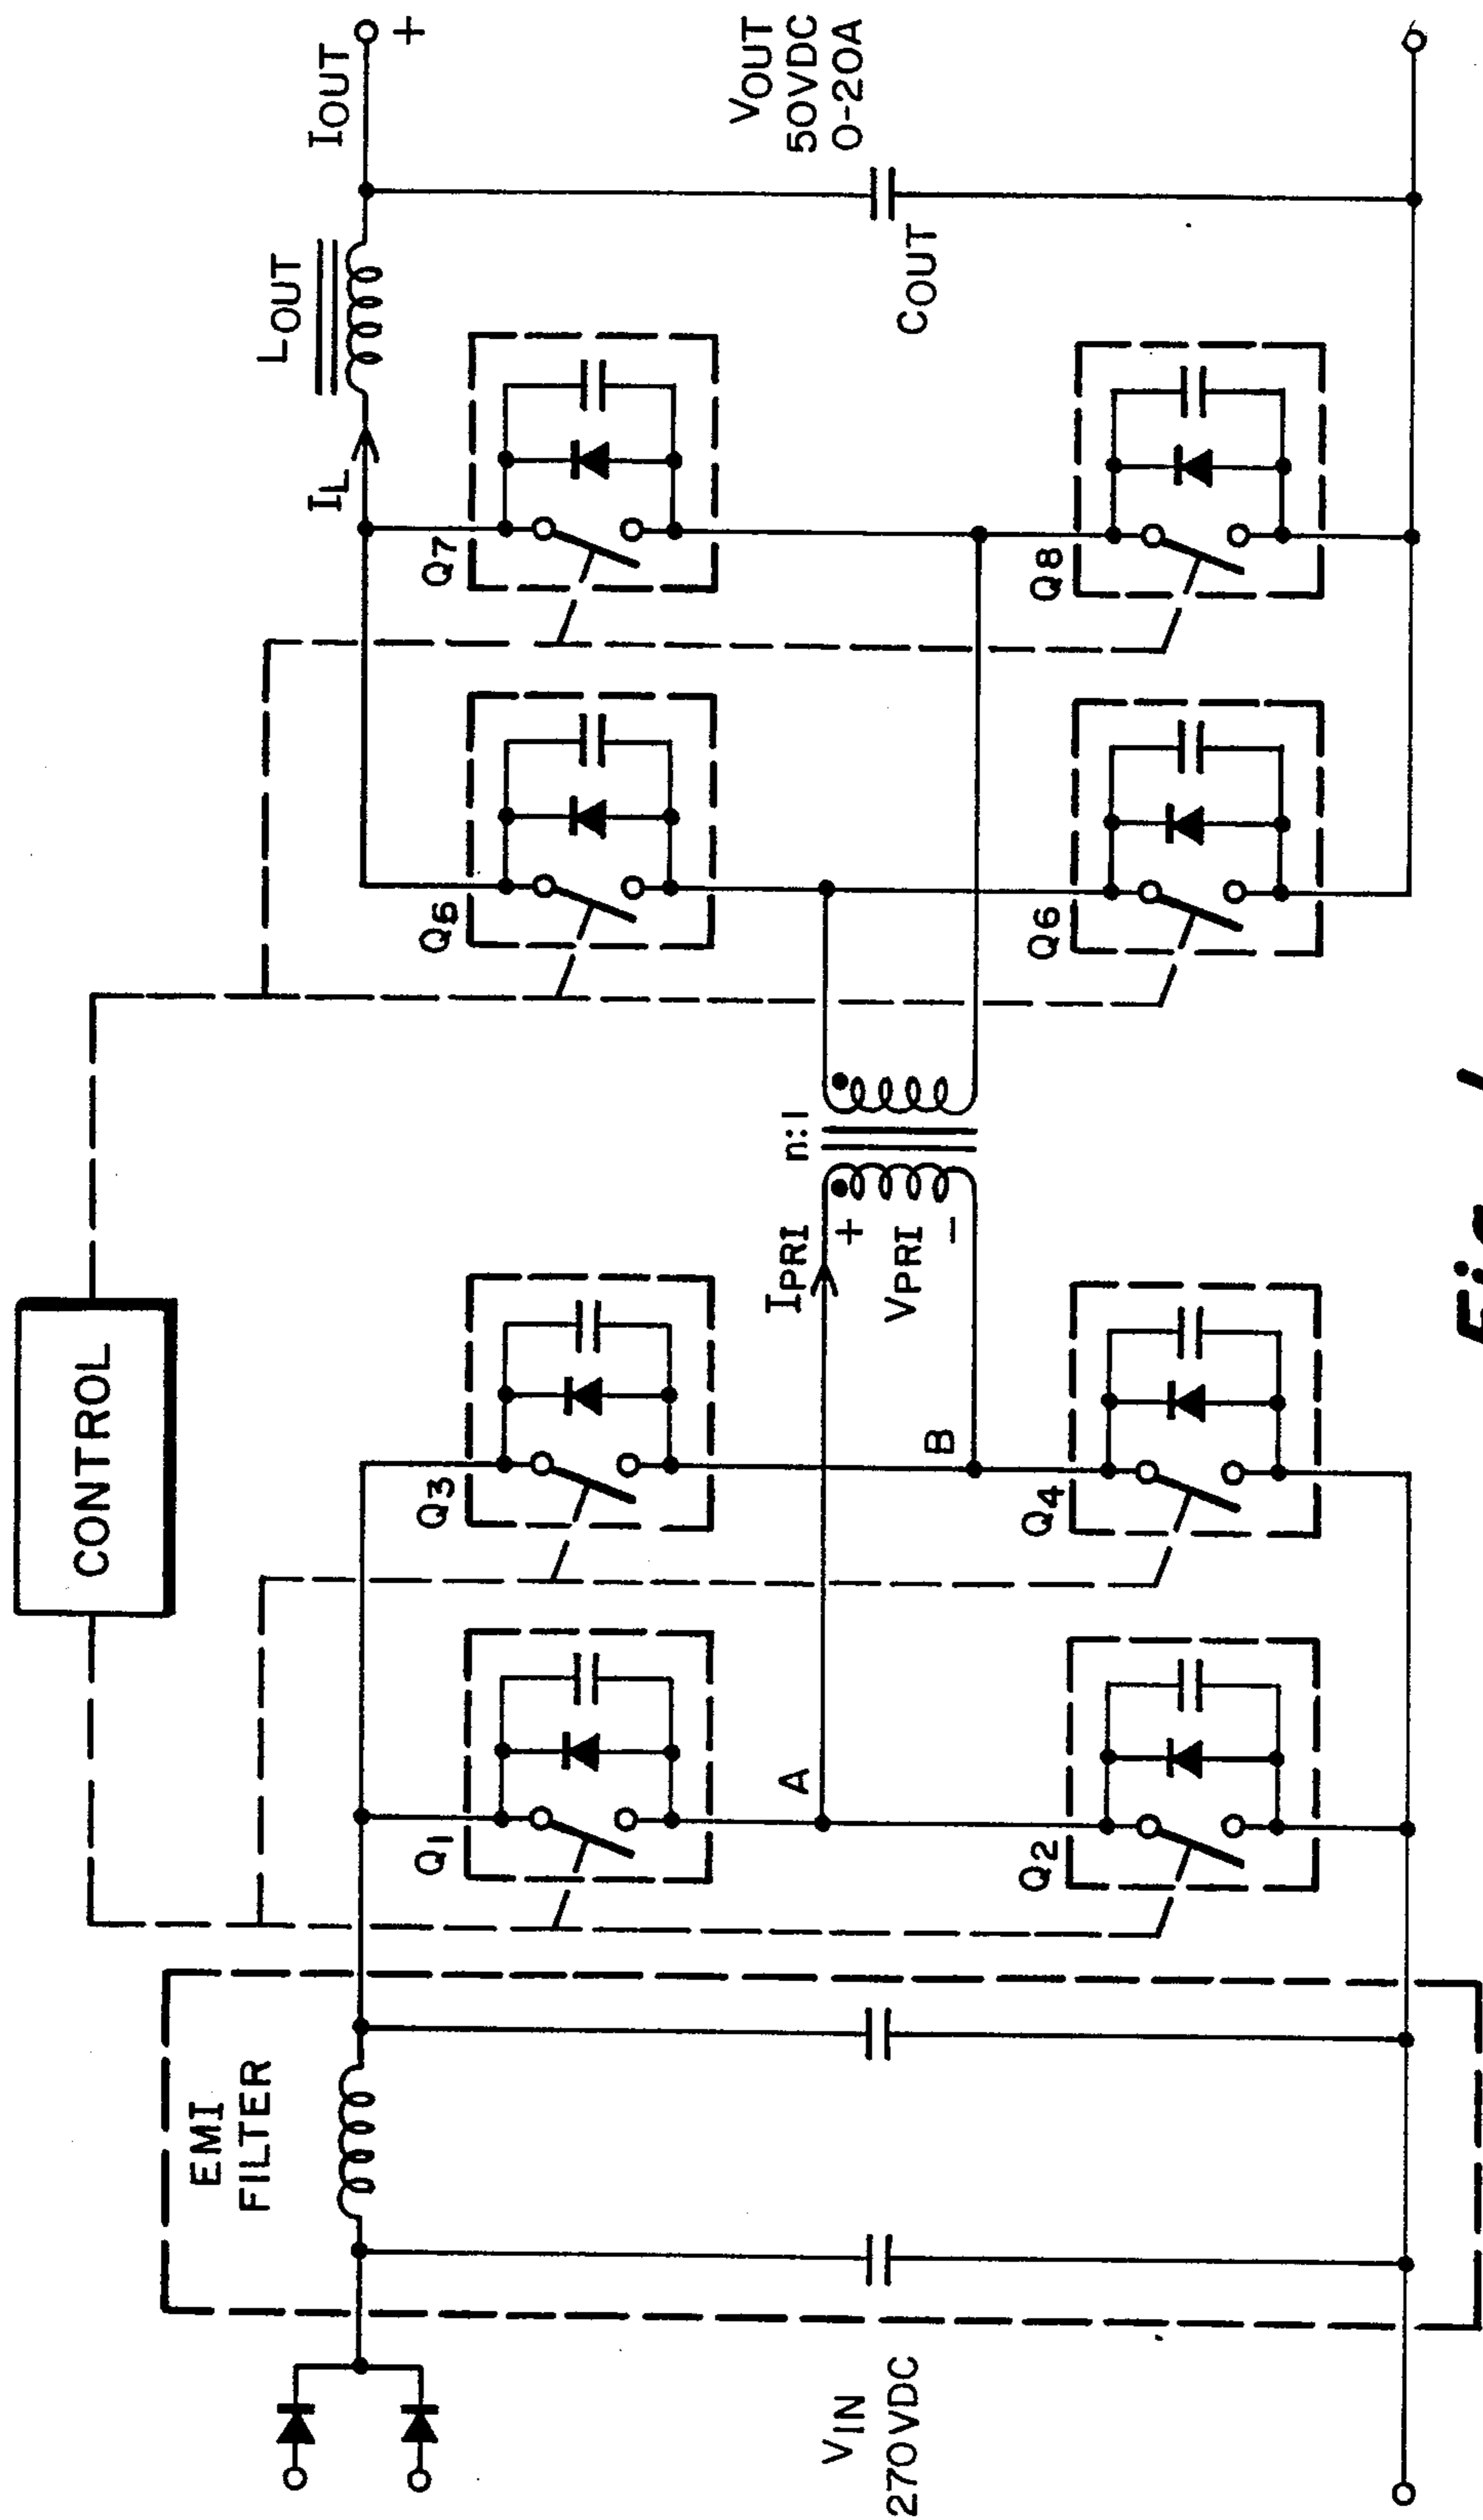 CONTROL
EMI
FILTER
LOUT
IL
IOUT
+
Q1
Q3
Q5
Q7
VIN
270VDC
A
B
IPRI
+
VPRI
−
n:1
VOUT
50VDC
0-20A
COUT
Q2
Q4
Q6
Q8